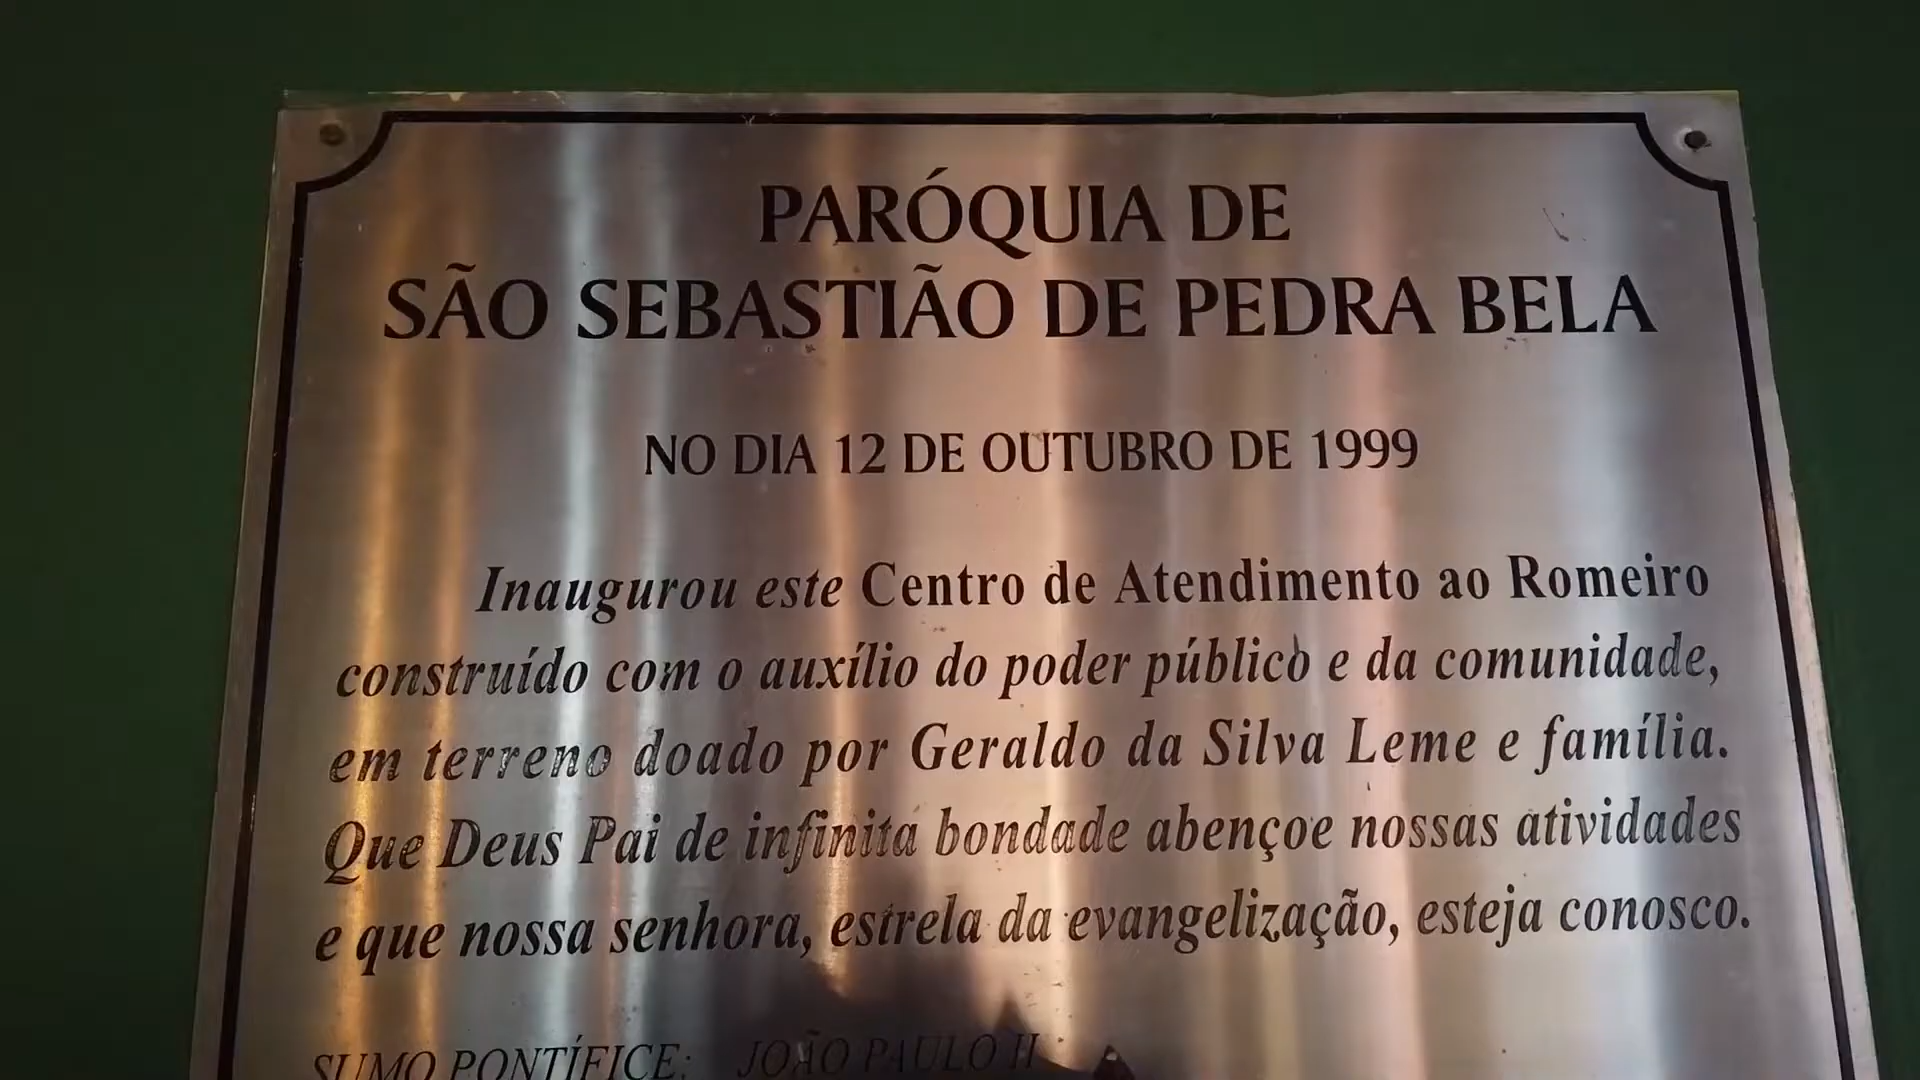 PARÓQUIA DE
SÃO SEBASTIÃO DE PEDRA BELA
NO DIA 12 DE OUTUBRO DE 1999
Inaugurou este Centro de Atendimento ao Romeiro
construído com o auxílio do poder público e da comunidade,
em terreno doado por Geraldo da Silva Leme e família.
Que Deus Pai de infinita bondade abençoe nossas atividades
e que nossa senhora, estrela da evangelização, esteja conosco.
SUMO PONTÍFICE: JOÃO PAULO II